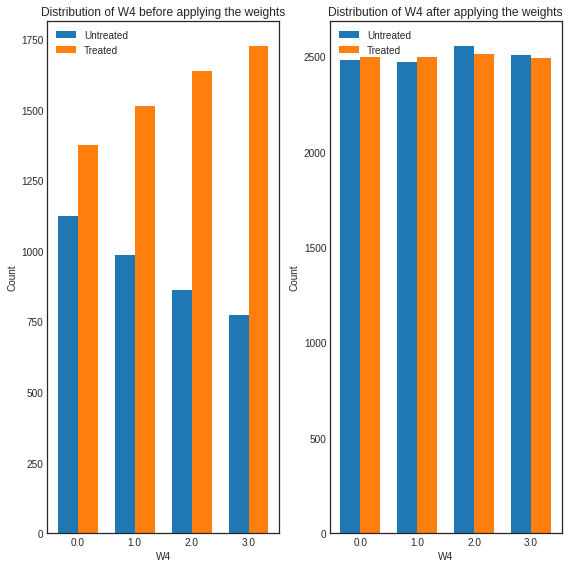 Distribution of W4 before applying the weights
Untreated
Treated
1750
1500
1250
1000
750
500
250
0
Count
0.0 1.0 2.0 3.0
W4
Distribution of W4 after applying the weights
Untreated
Treated
2500
2000
1500
1000
500
0
Count
0.0 1.0 2.0 3.0
W4